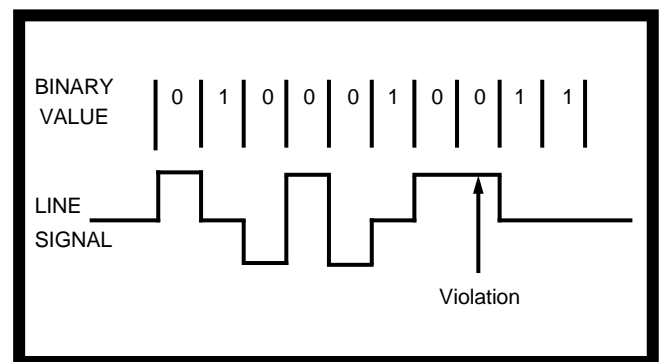 BINARY
VALUE
0 1 0 0 0 1 0 0 1 1
LINE
SIGNAL
Violation